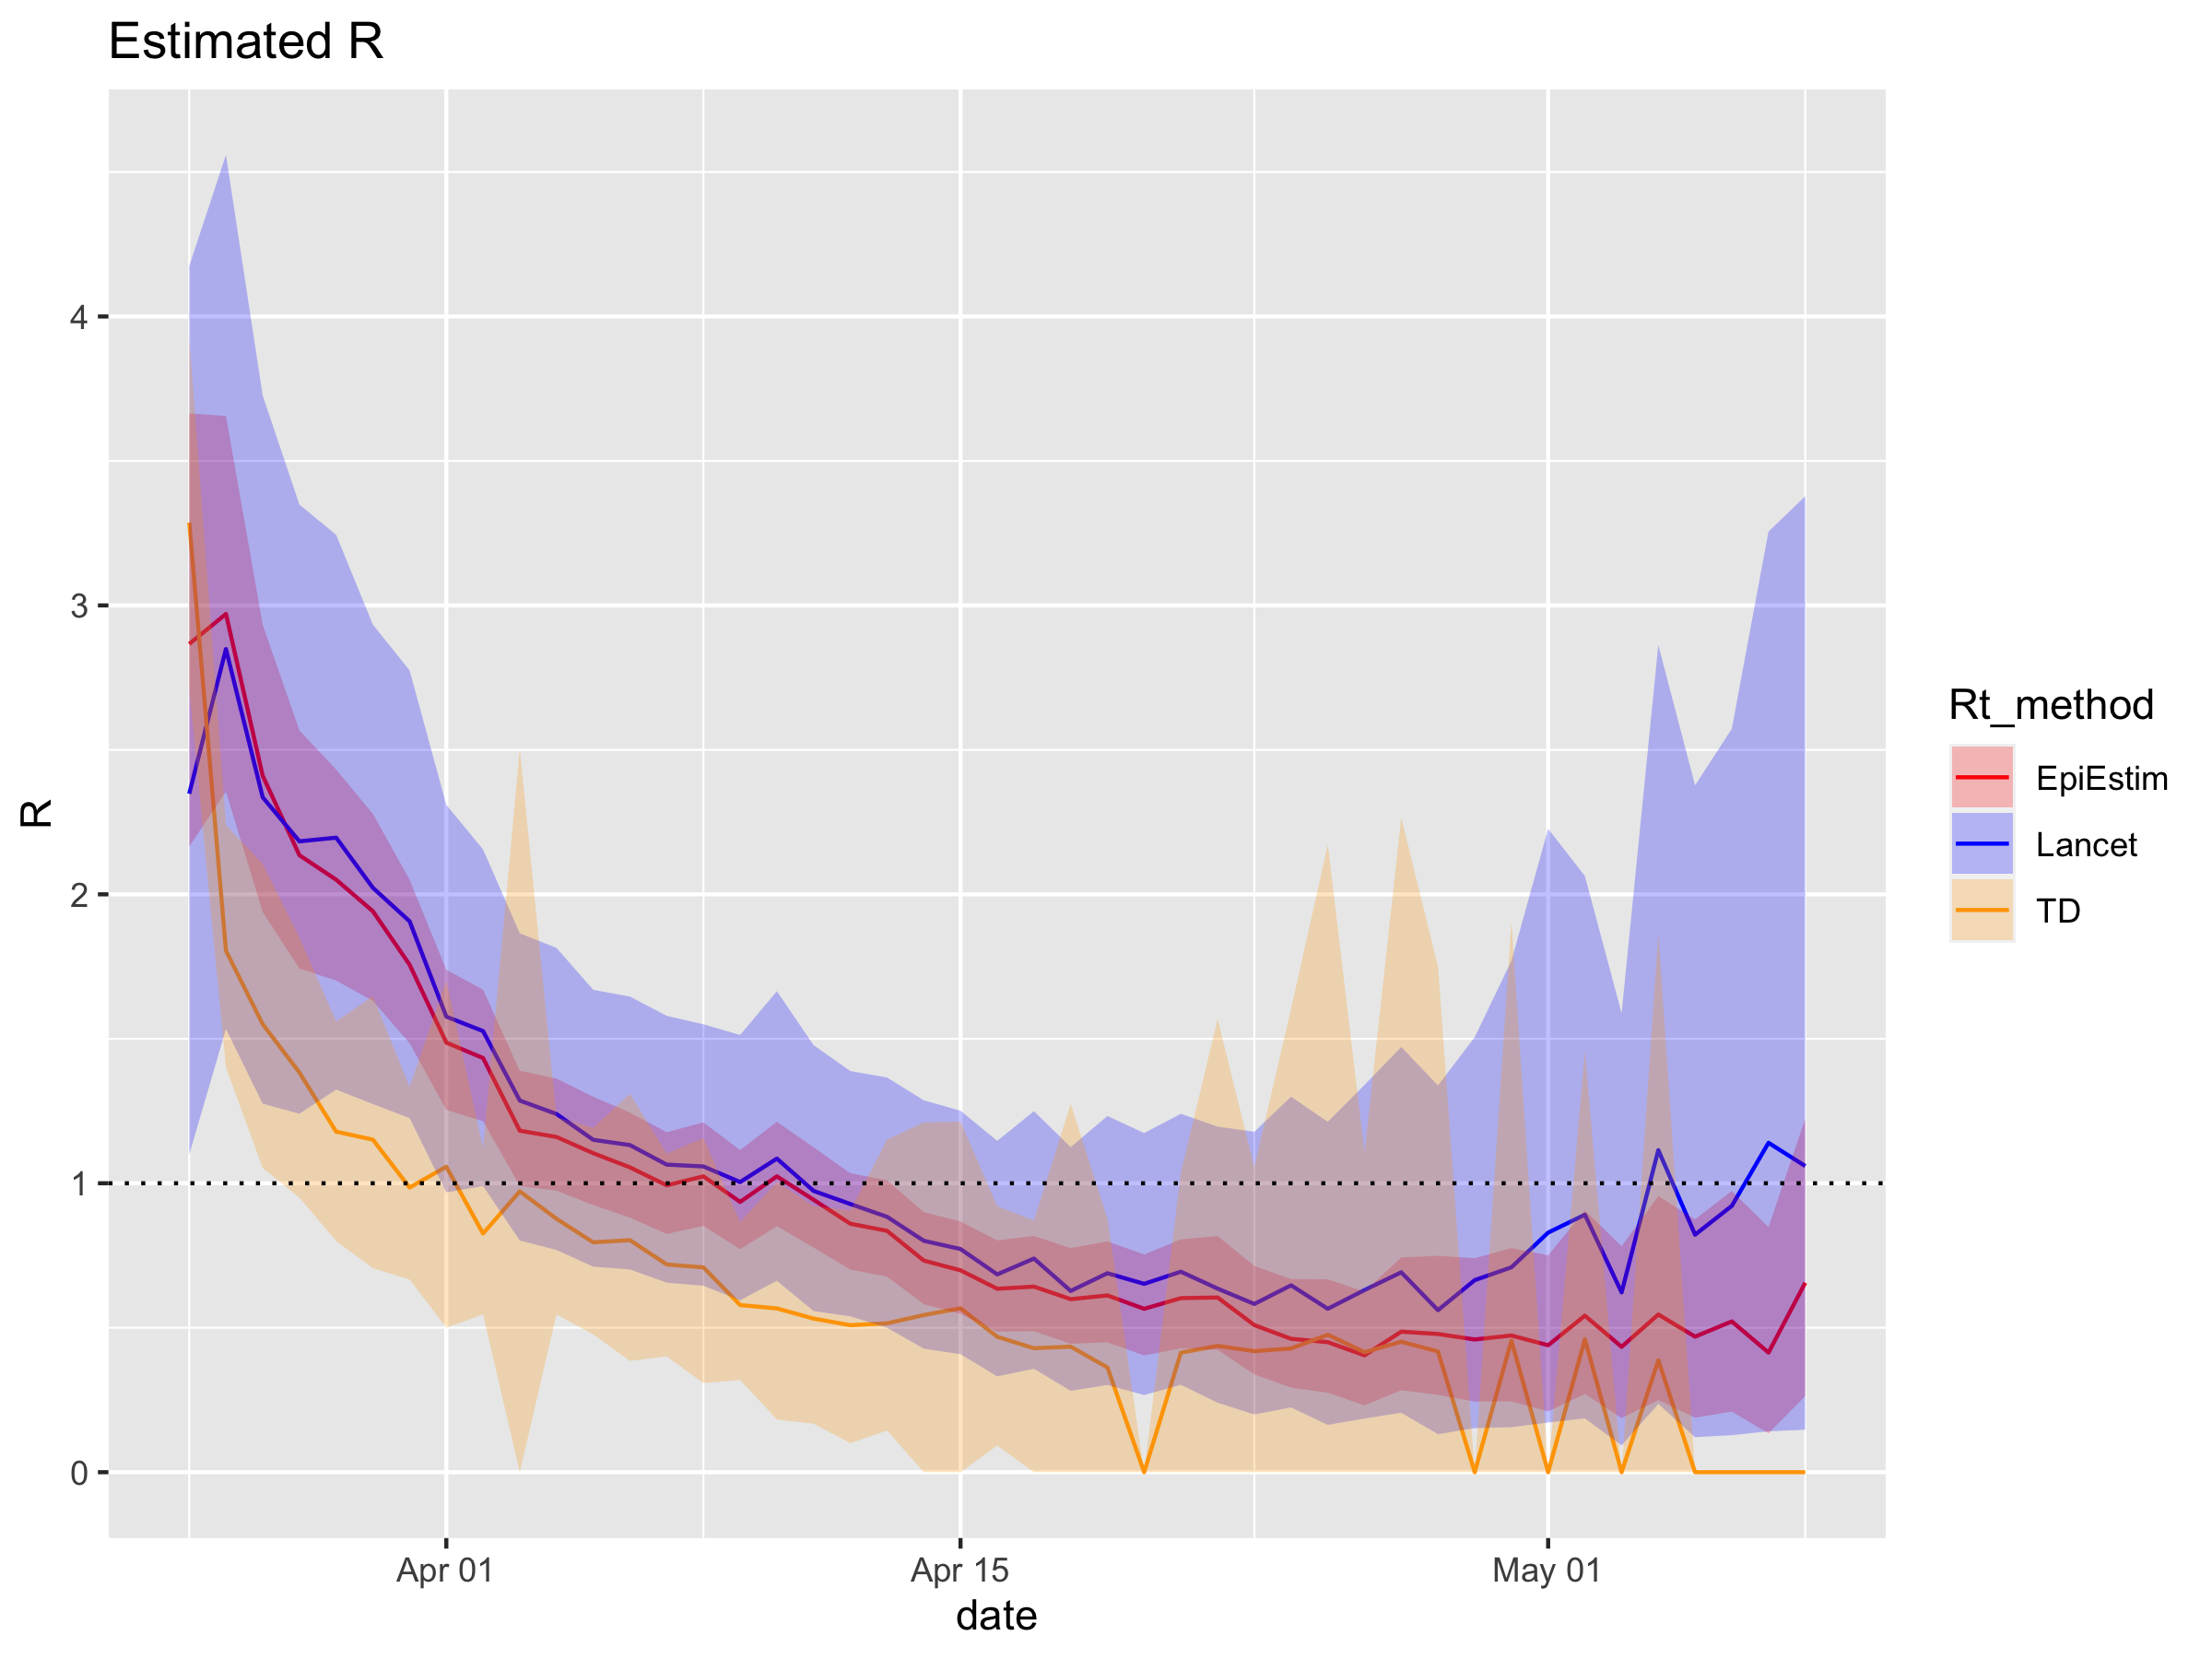 Estimated R
R
4
3
2
1
0
Apr 01
Apr 15
May 01
date
Rt_method
EpiEstim
Lancet
TD